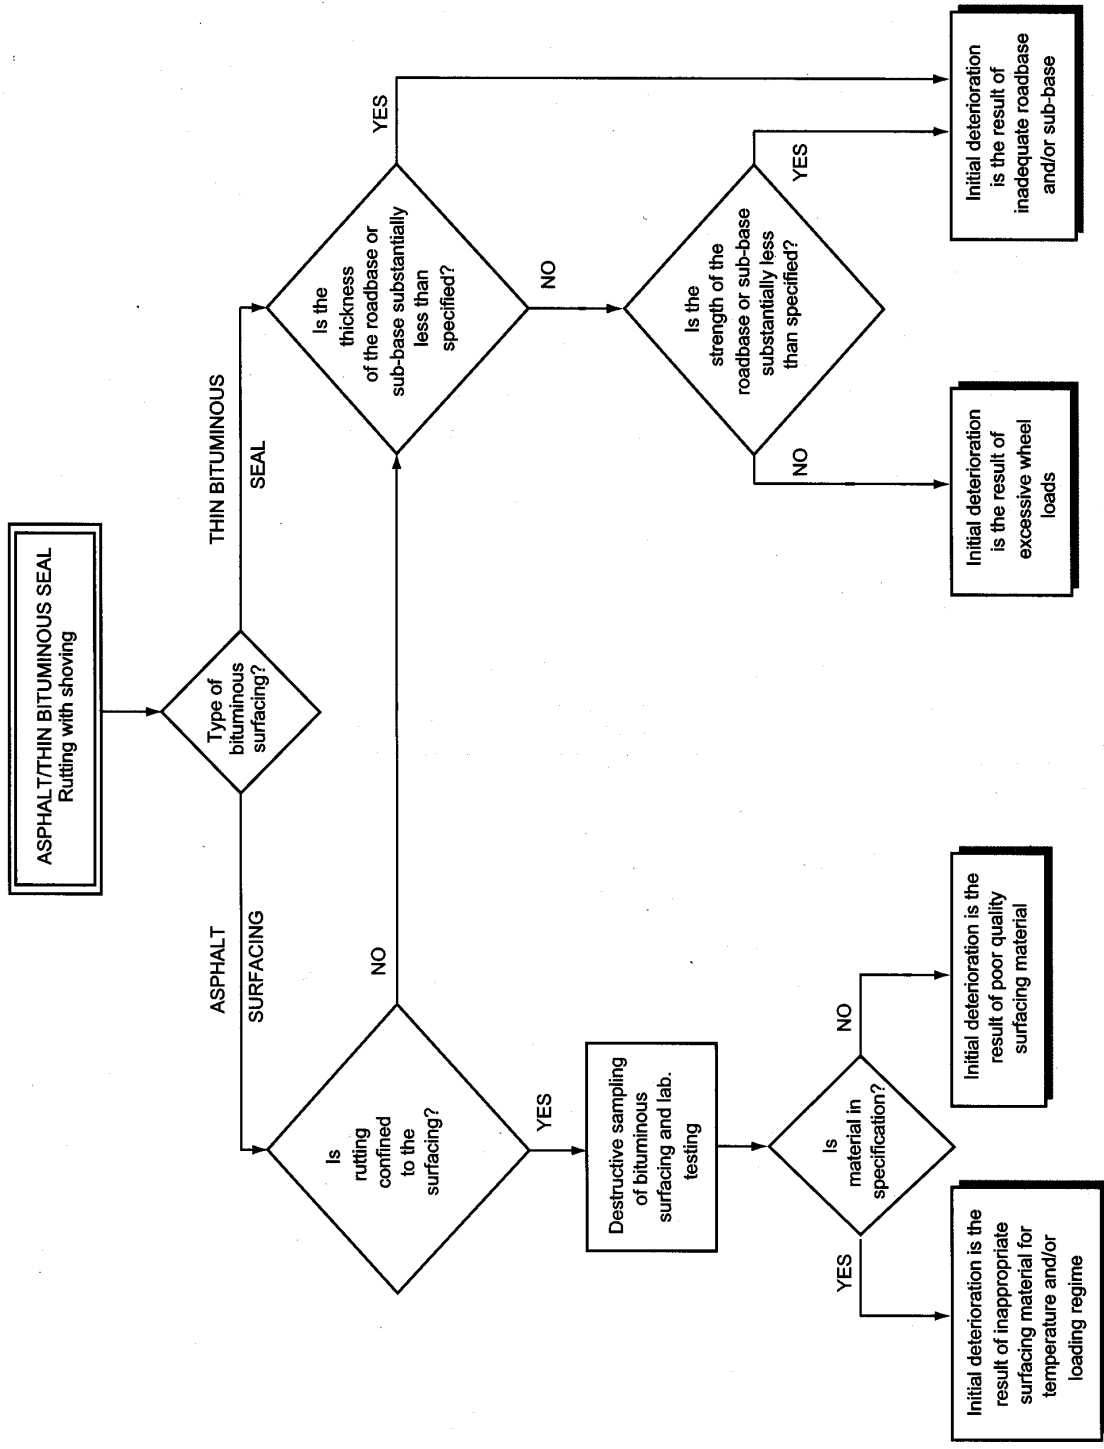 ASPHALT/THIN BITUMINOUS SEAL
Rutting with shoving
Type of
bituminous
surfacing?
ASPHALT
SURFACING
THIN BITUMINOUS
SEAL
Is
rutting
confined
to the
surfacing?
NO
YES
Is the
thickness
of the roadbase or
sub-base substantially
less than
specified?
YES
NO
Destructive sampling
of bituminous
surfacing and lab.
testing
Is the
strength of the
roadbase or sub-base
substantially less
than specified?
YES
NO
Is
material in
specification?
YES
NO
Initial deterioration is the
result of inappropriate
surfacing material for
temperature and/or
loading regime
Initial deterioration is the
result of poor quality
surfacing material
Initial deterioration
is the result of
excessive wheel
loads
Initial deterioration
is the result of
inadequate roadbase
and/or sub-base